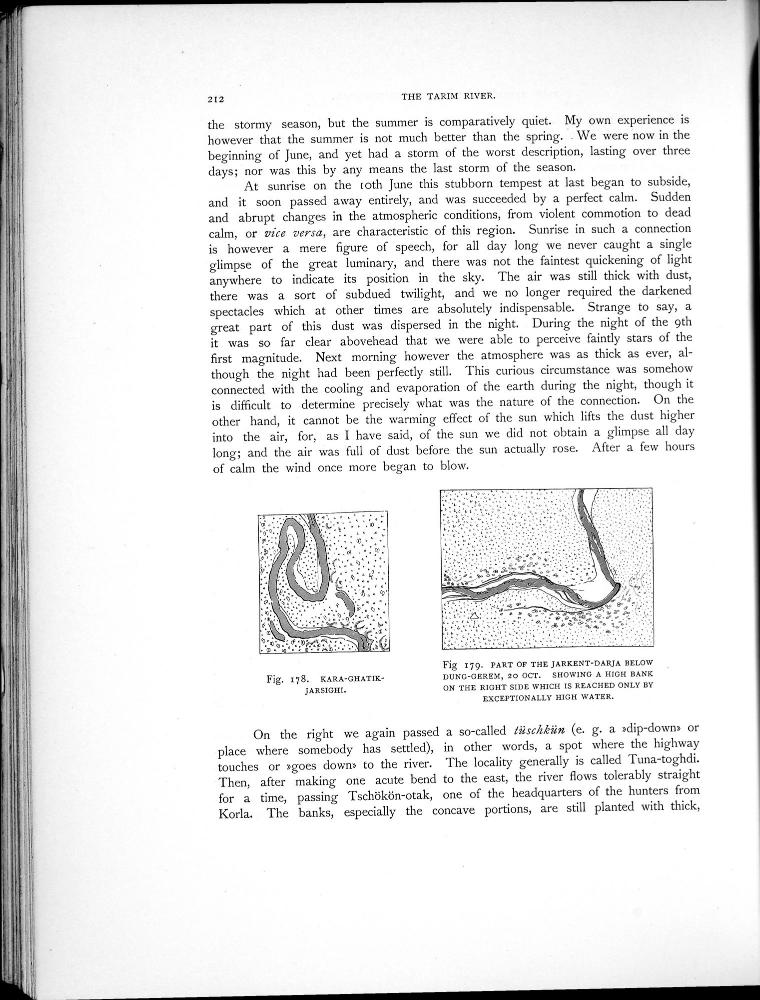 212
THE TARIM RIVER.
the stormy season, but the summer is comparatively quiet. My own experience is
however that the summer is not much better than the spring. We were now in the
beginning of June, and yet had a storm of the worst description, lasting over three
days; nor was this by any means the last storm of the season.
At sunrise on the 10th June this stubborn tempest at last began to subside,
and it soon passed away entirely, and was succeeded by a perfect calm. Sudden
and abrupt changes in the atmospheric conditions, from violent commotion to dead
calm, or vice versa, are characteristic of this region. Sunrise in such a connection
is however a mere figure of speech, for all day long we never caught a single
glimpse of the great luminary, and there was not the faintest quickening of light
anywhere to indicate its position in the sky. The air was still thick with dust,
there was a sort of subdued twilight, and we no longer required the darkened
spectacles which at other times are absolutely indispensable. Strange to say, a
great part of this dust was dispersed in the night. During the night of the 9th
it was so far clear abovehead that we were able to perceive faintly stars of the
first magnitude. Next morning however the atmosphere was as thick as ever, al-
though the night had been perfectly still. This curious circumstance was somehow
connected with the cooling and evaporation of the earth during the night, though it
is difficult to determine precisely what was the nature of the connection. On the
other hand, it cannot be the warming effect of the sun which lifts the dust higher
into the air, for, as I have said, of the sun we did not obtain a glimpse all day
long; and the air was full of dust before the sun actually rose. After a few hours
of calm the wind once more began to blow.
Fig. 178. KARA-GHATIK-
JARSIGHI.
Fig 179. PART OF THE JARKENT-DARJA BELOW
DUNG-GEREM, 20 OCT. SHOWING A HIGH BANK
ON THE RIGHT SIDE WHICH IS REACHED ONLY BY
EXCEPTIONALLY HIGH WATER.
On the right we again passed a so-called tüschkün (e. g. a »dip-down» or
place where somebody has settled), in other words, a spot where the highway
touches or »goes down» to the river. The locality generally is called Tuna-toghdi.
Then, after making one acute bend to the east, the river flows tolerably straight
for a time, passing Tschökön-otak, one of the headquarters of the hunters from
Korla. The banks, especially the concave portions, are still planted with thick,